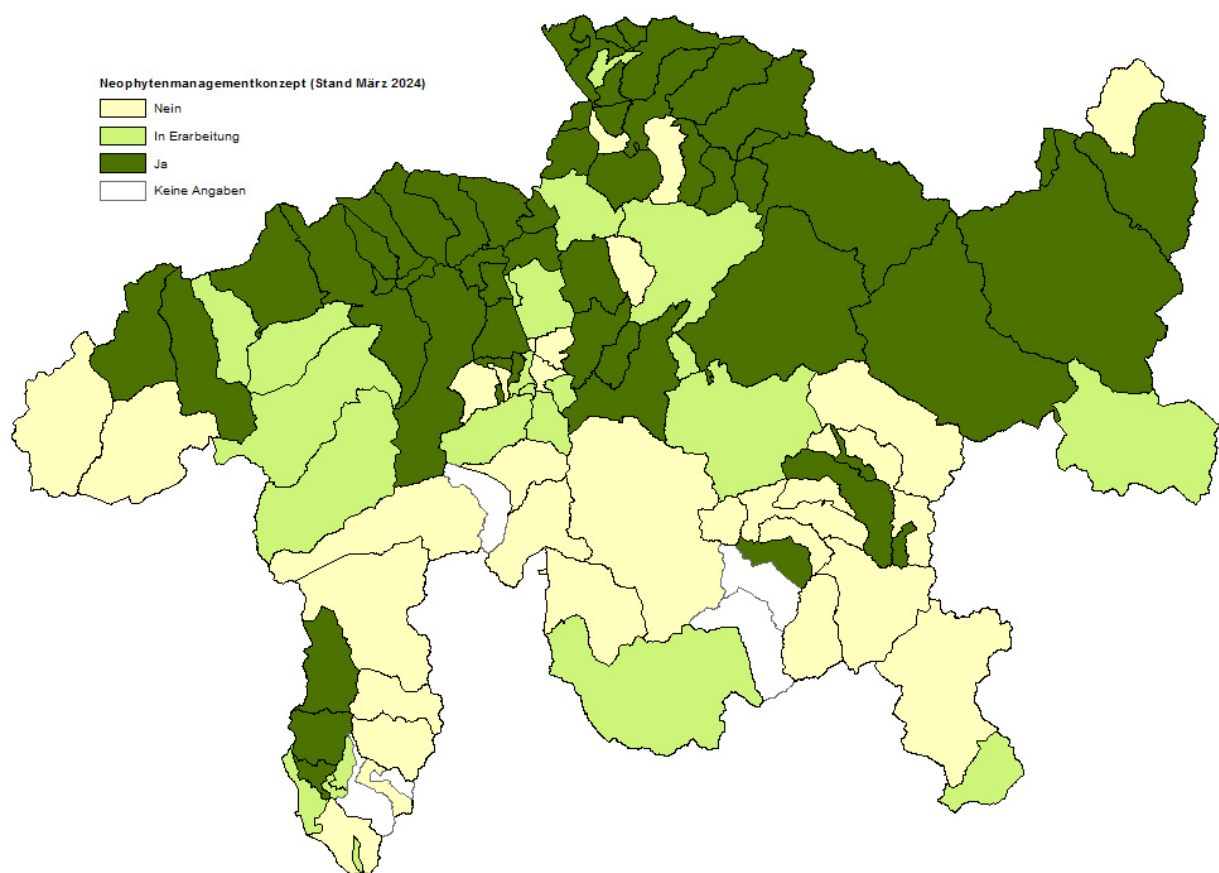 Neophytenmanagementkonzept (Stand März 2024)
Nein
In Erarbeitung
Ja
Keine Angaben